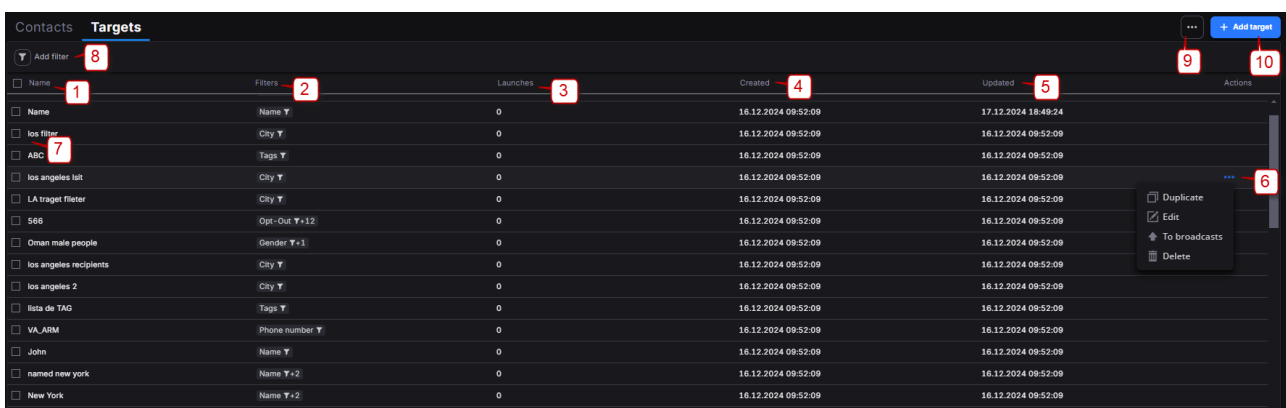 Contacts Targets ••• + Add target
Add filter 8 9 10
Name 1 Filters 2 Launches 3 Created 4 Updated 5 Actions
Name Name 0 16.12.2024 09:52:09 17.12.2024 18:49:24
los filter City 0 16.12.2024 09:52:09 16.12.2024 09:52:09
7
ABC Tags 0 16.12.2024 09:52:09 16.12.2024 09:52:09
los angeles lsit City 0 16.12.2024 09:52:09 16.12.2024 09:52:09 ••• 6
LA traget fileter City 0 16.12.2024 09:52:09 16.12.2024 09:52:09
Duplicate
566 Opt-Out +12 0 16.12.2024 09:52:09 16.12.2024 09:52:09
Edit
Oman male people Gender +1 0 16.12.2024 09:52:09 16.12.2024 09:52:09
To broadcasts
los angeles recipients City 0 16.12.2024 09:52:09 16.12.2024 09:52:09
Delete
los angeles 2 City 0 16.12.2024 09:52:09 16.12.2024 09:52:09
lista de TAG Tags 0 16.12.2024 09:52:09 16.12.2024 09:52:09
VA_ARM Phone number 0 16.12.2024 09:52:09 16.12.2024 09:52:09
John Name 0 16.12.2024 09:52:09 16.12.2024 09:52:09
named new york Name +2 0 16.12.2024 09:52:09 16.12.2024 09:52:09
New York Name +2 0 16.12.2024 09:52:09 16.12.2024 09:52:09